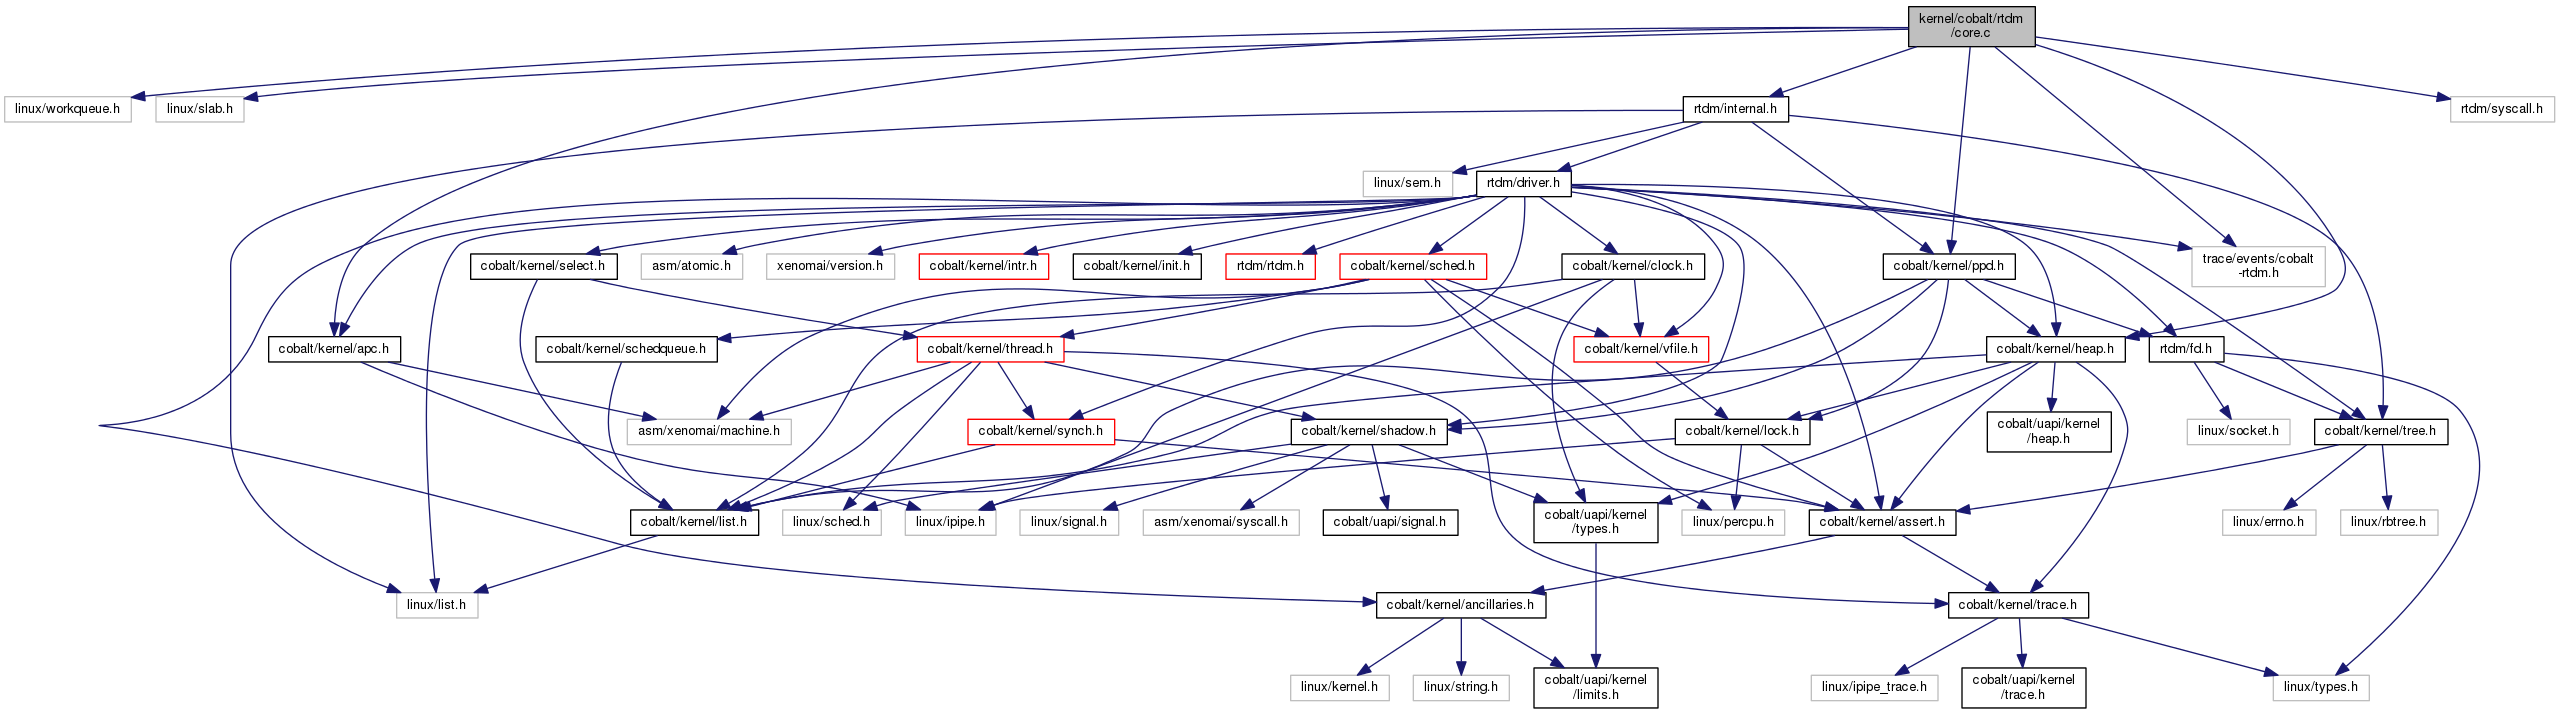 kernel/cobalt/rtdm
/core.c
linux/workqueue.h
linux/slab.h
rtdm/internal.h
rtdm/syscall.h
linux/sem.h
rtdm/driver.h
cobalt/kernel/select.h
asm/atomic.h
xenomai/version.h
cobalt/kernel/intr.h
cobalt/kernel/init.h
rtdm/rtdm.h
cobalt/kernel/sched.h
cobalt/kernel/clock.h
cobalt/kernel/ppd.h
trace/events/cobalt
-rtdm.h
cobalt/kernel/apc.h
cobalt/kernel/schedqueue.h
cobalt/kernel/thread.h
cobalt/kernel/vfile.h
cobalt/kernel/heap.h
rtdm/fd.h
asm/xenomai/machine.h
cobalt/kernel/synch.h
cobalt/kernel/shadow.h
cobalt/kernel/lock.h
cobalt/uapi/kernel
/heap.h
linux/socket.h
cobalt/kernel/tree.h
cobalt/kernel/list.h
linux/sched.h
linux/ipipe.h
linux/signal.h
asm/xenomai/syscall.h
cobalt/uapi/signal.h
cobalt/uapi/kernel
/types.h
linux/percpu.h
cobalt/kernel/assert.h
linux/errno.h
linux/rbtree.h
linux/list.h
cobalt/kernel/ancillaries.h
cobalt/kernel/trace.h
linux/kernel.h
linux/string.h
cobalt/uapi/kernel
/limits.h
linux/ipipe_trace.h
cobalt/uapi/kernel
/trace.h
linux/types.h